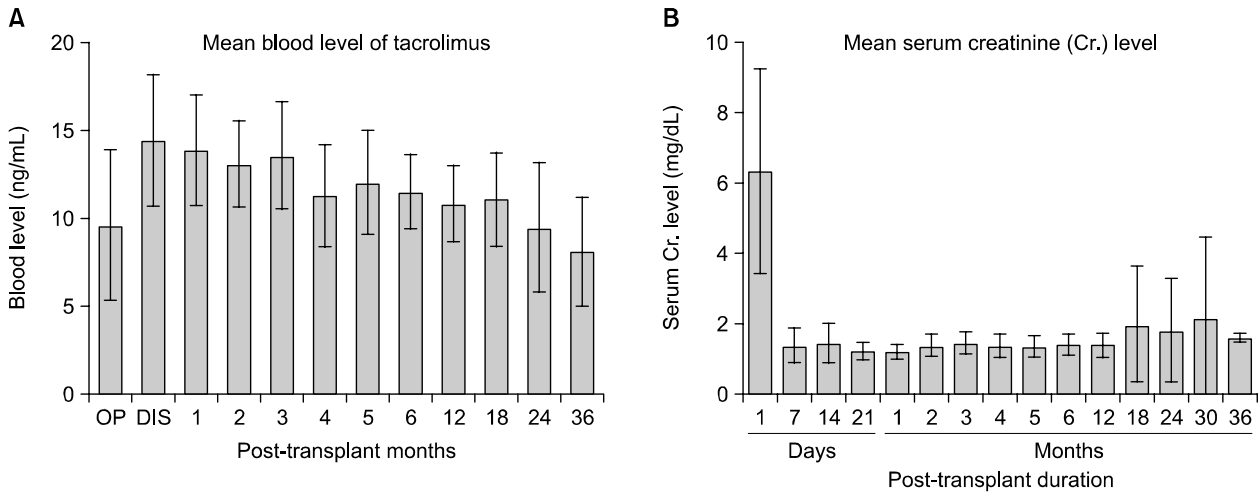 A
Mean blood level of tacrolimus
Blood level (ng/mL)
20
15
10
5
0
OP DIS 1 2 3 4 5 6 12 18 24 36
Post-transplant months
B
Mean serum creatinine (Cr.) level
Serum Cr. level (mg/dL)
10
8
6
4
2
0
1 7 14 21 1 2 3 4 5 6 12 18 24 30 36
Days Months
Post-transplant duration